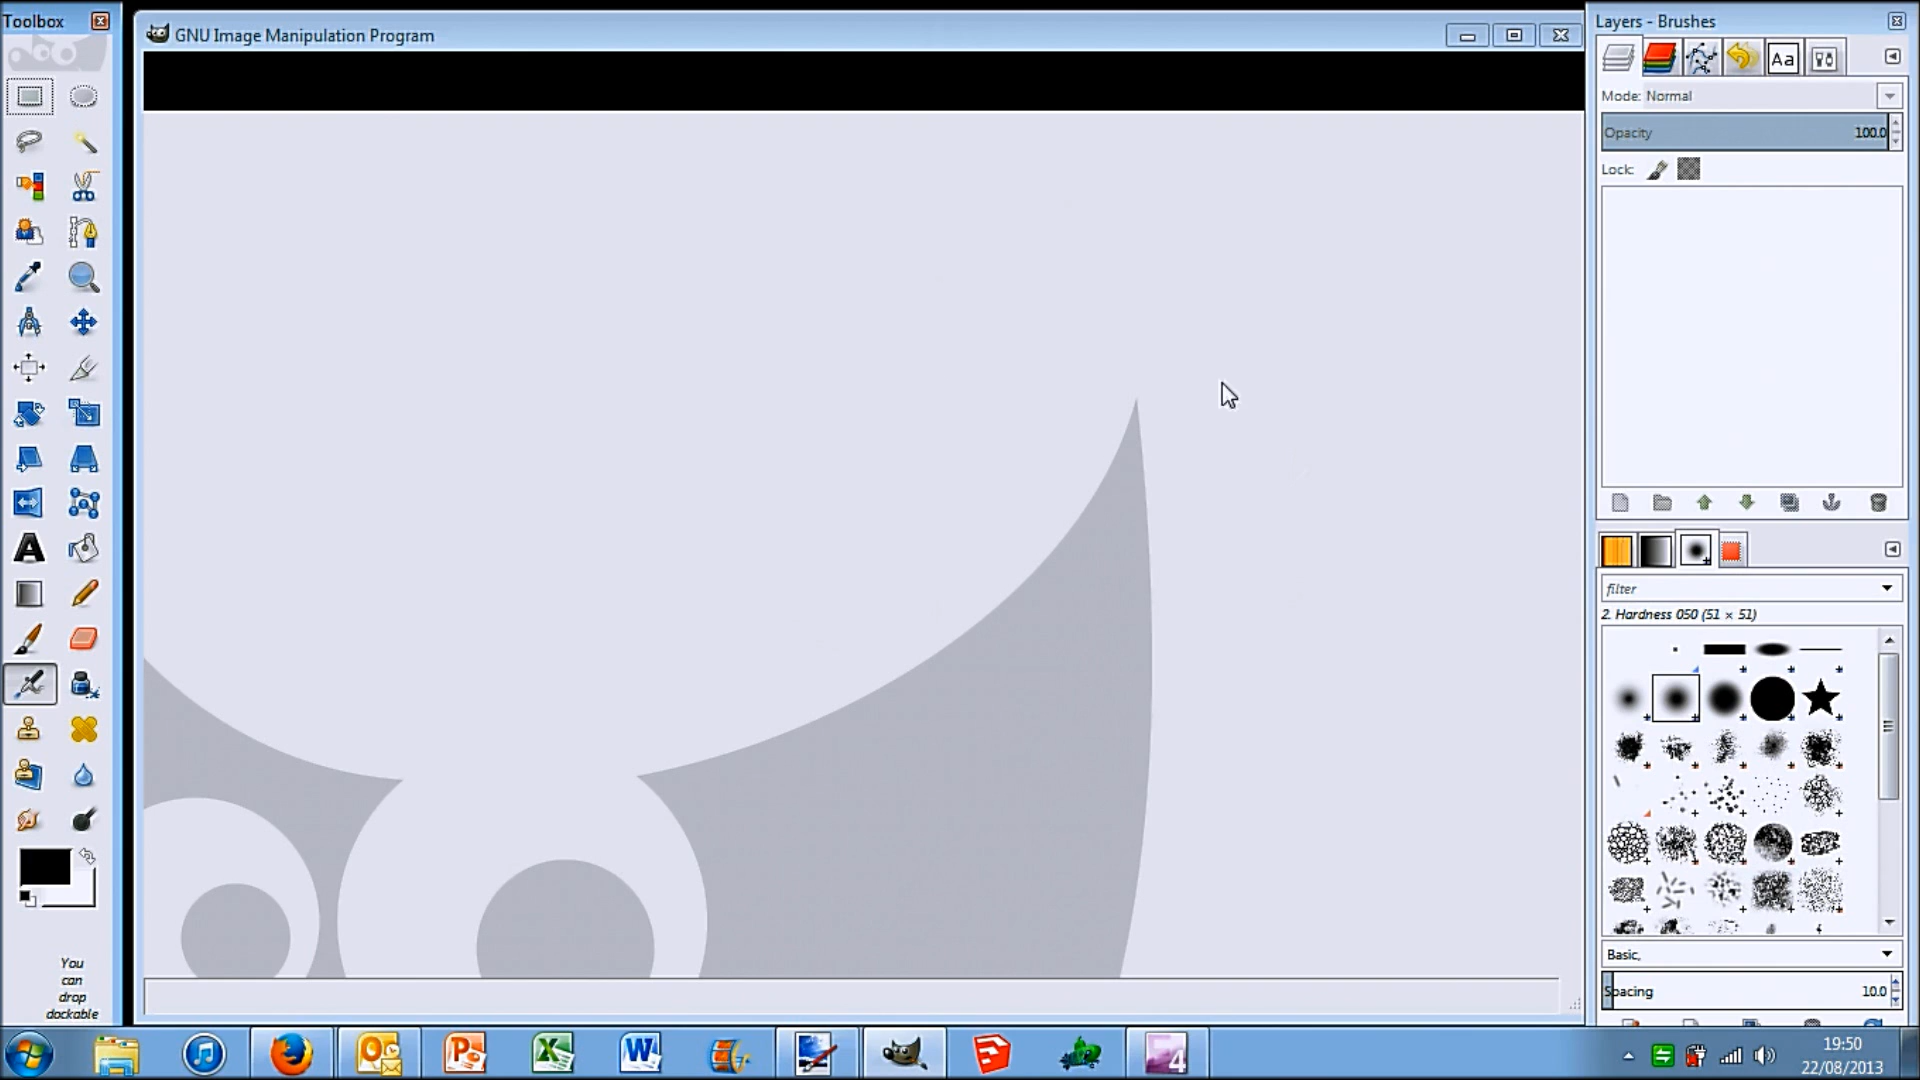 Toolbox
GNU Image Manipulation Program
Layers - Brushes
Aa
Mode: Normal
Opacity 100.0
Lock:
filter
2. Hardness 050 (51 × 51)
A
Basic,
Spacing 10.0
You
can
drop
dockable
4
19:50
22/08/2013